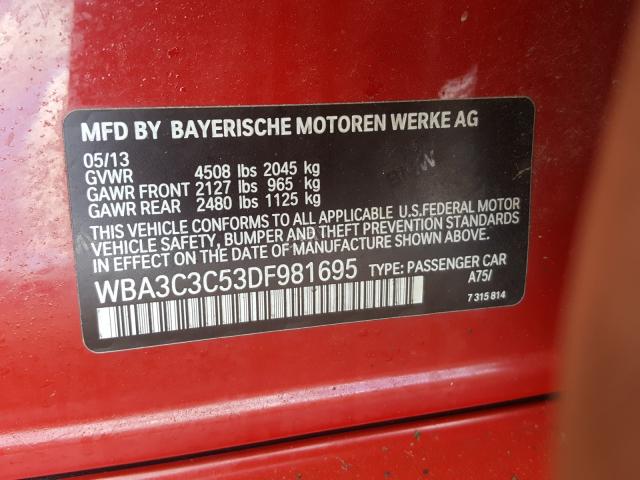 MFD BY BAYERISCHE MOTOREN WERKE AG
05/13
GVWR 4508 lbs 2045 kg
GAWR FRONT 2127 lbs 965 kg
GAWR REAR 2480 lbs 1125 kg
THIS VEHICLE CONFORMS TO ALL APPLICABLE U.S.FEDERAL MOTOR
VEHICLE SAFETY, BUMPER AND THEFT PREVENTION STANDARDS
IN EFFECT ON THE DATE OF MANUFACTURE SHOWN ABOVE.
WBA3C3C53DF981695 TYPE: PASSENGER CAR
A75/
7 315 814